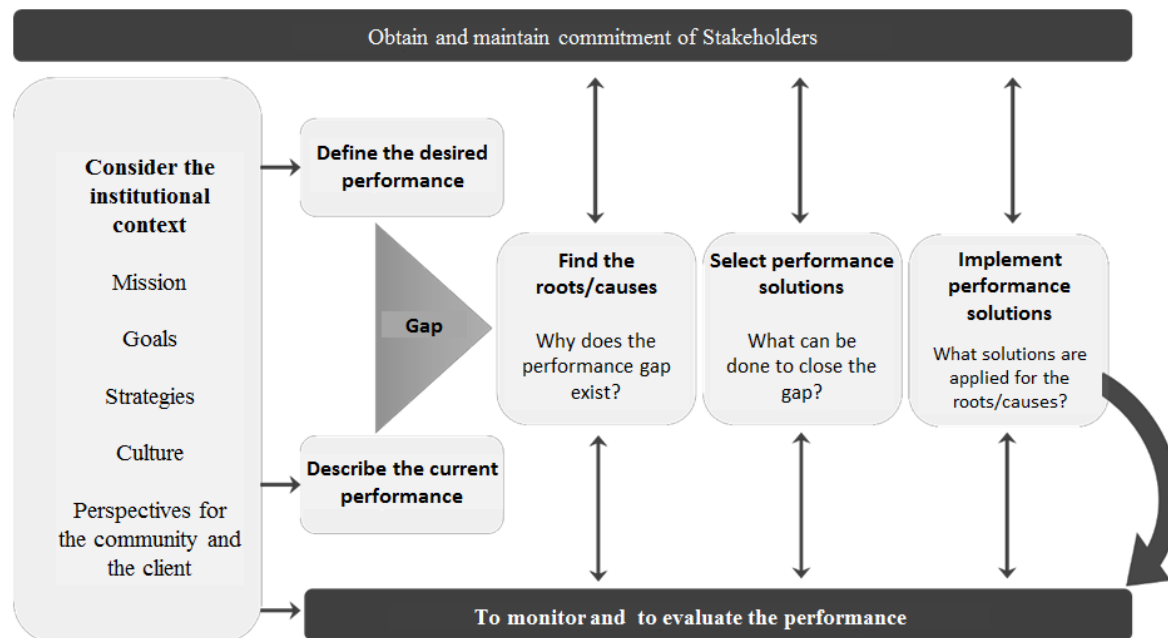 Obtain and maintain commitment of Stakeholders
Consider the
institutional
context
Mission
Goals
Strategies
Culture
Perspectives for
the community and
the client
Define the desired
performance
Gap
Describe the current
performance
Find the
roots/causes
Why does the
performance gap
exist?
Select performance
solutions
What can be
done to close the
gap?
Implement
performance
solutions
What solutions are
applied for the
roots/causes?
To monitor and to evaluate the performance